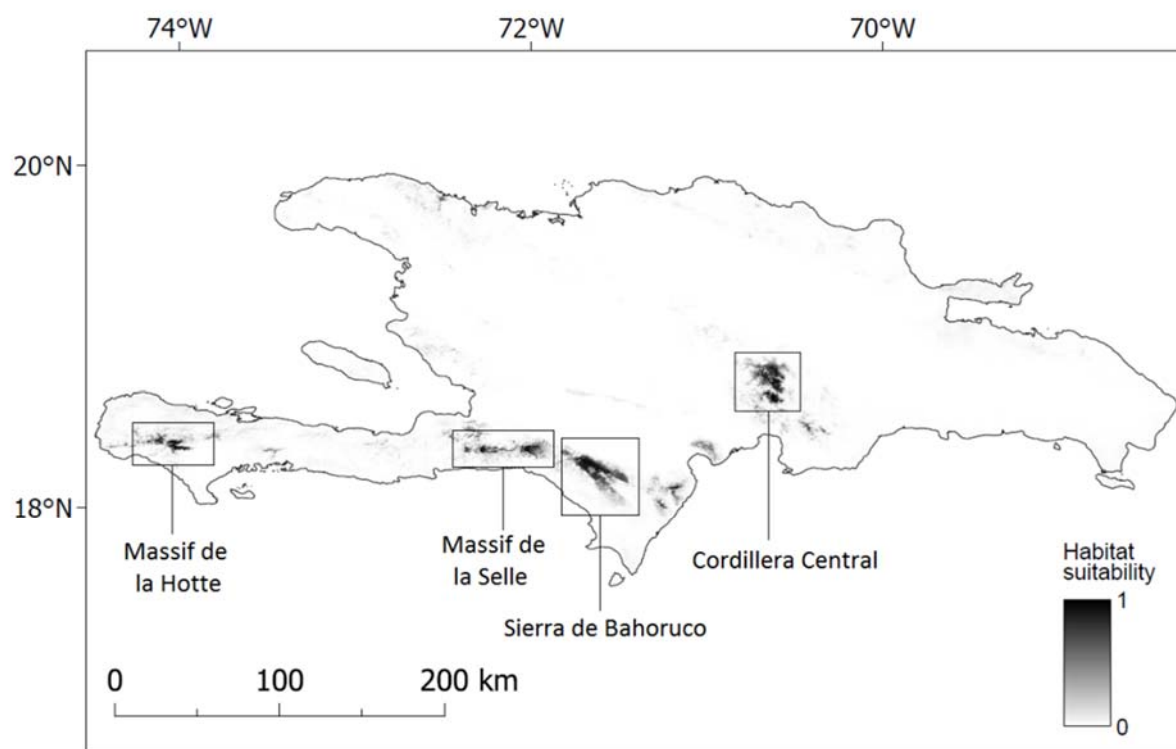 74°W 72°W 70°W
20°N
18°N
Massif de
la Hotte
Massif de
la Selle
Cordillera Central
Sierra de Bahoruco
Habitat
suitability
1
0
0 100 200 km